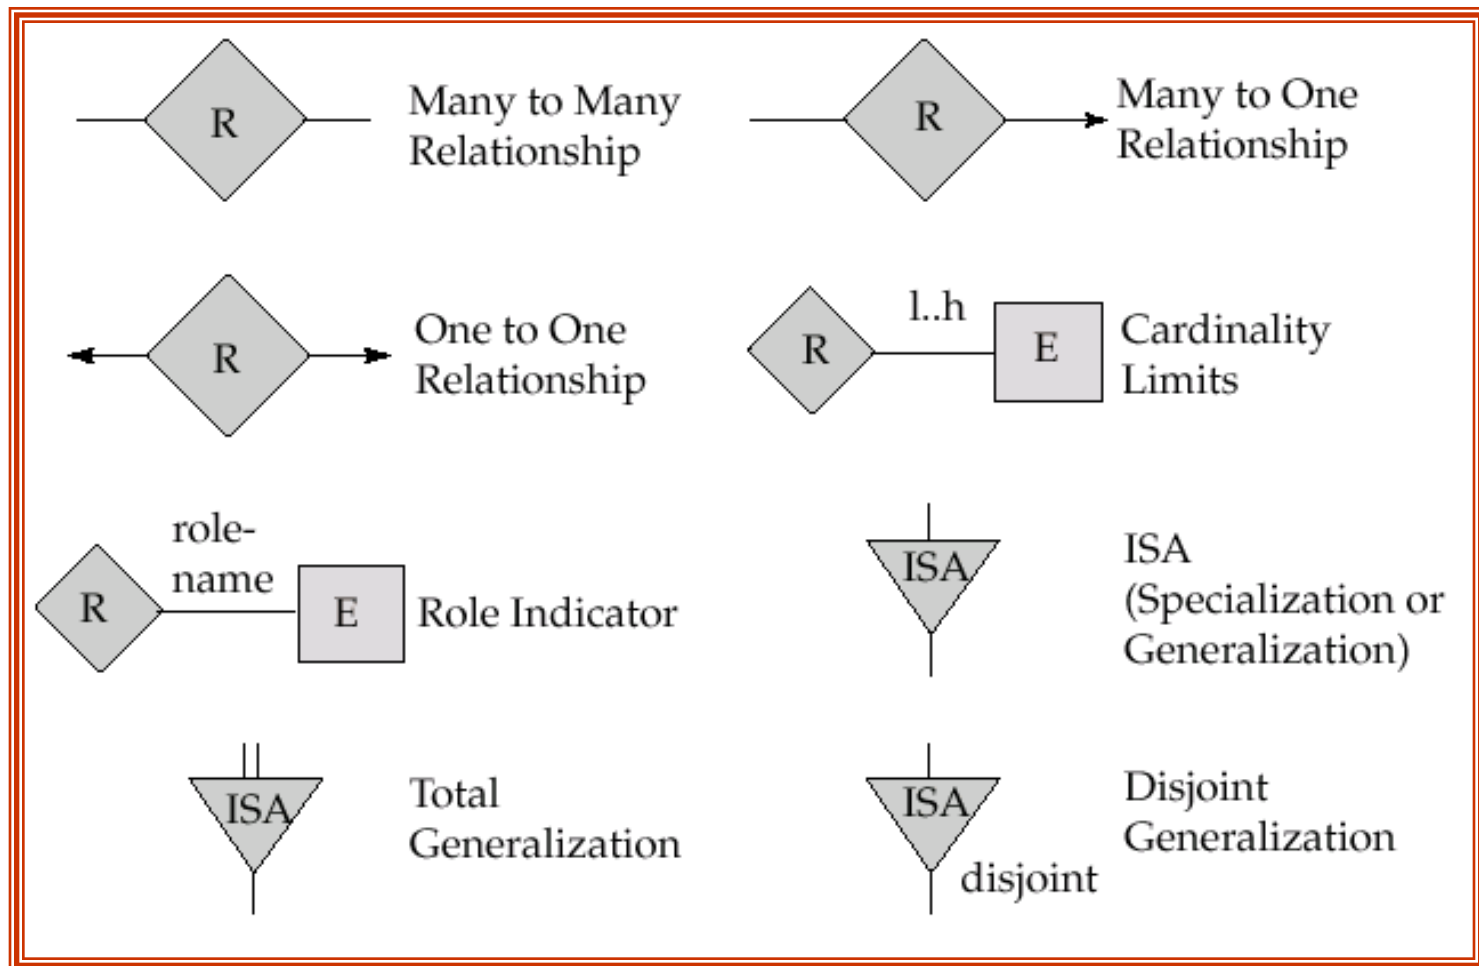 R
Many to Many
Relationship
R
Many to One
Relationship
R
One to One
Relationship
R
l..h
E
Cardinality
Limits
R
role-
name
E
Role Indicator
ISA
ISA
(Specialization or
Generalization)
ISA
Total
Generalization
ISA
disjoint
Disjoint
Generalization